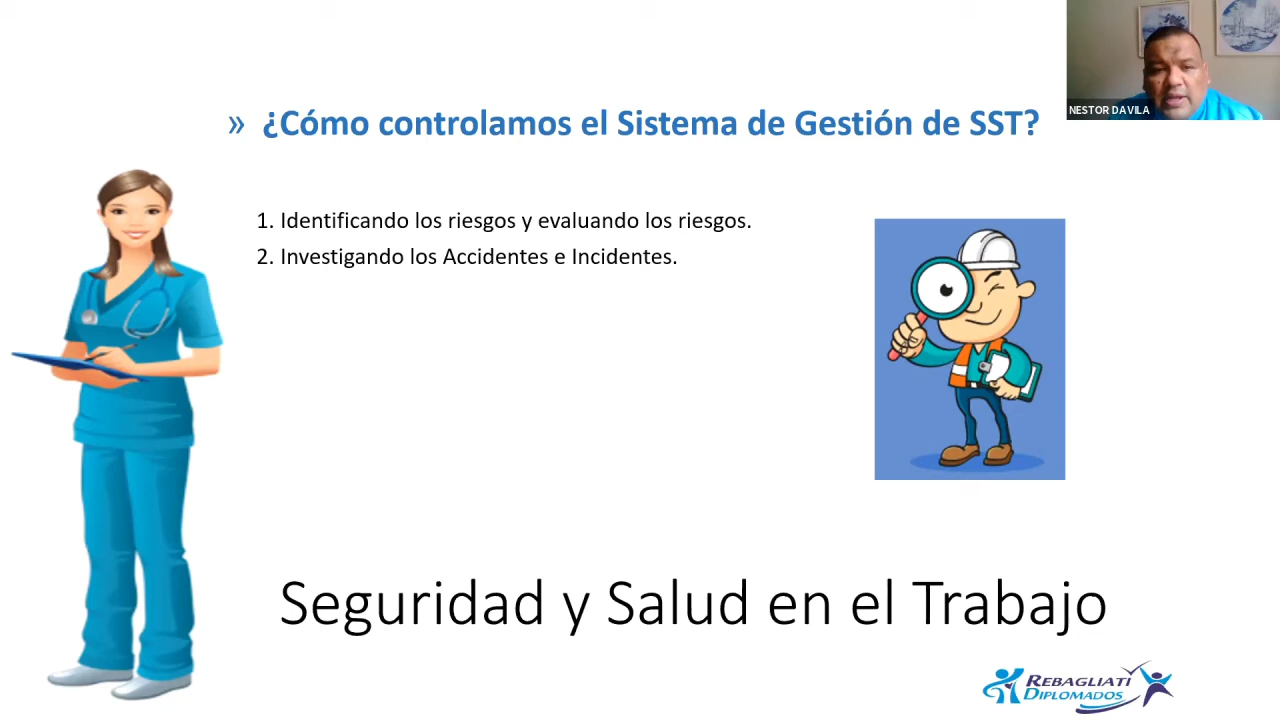 » ¿Cómo controlamos el Sistema de Gestión de SST?
NESTOR DAVILA
1. Identificando los riesgos y evaluando los riesgos.
2. Investigando los Accidentes e Incidentes.
Seguridad y Salud en el Trabajo
REBAGLIATI
DIPLOMADOS